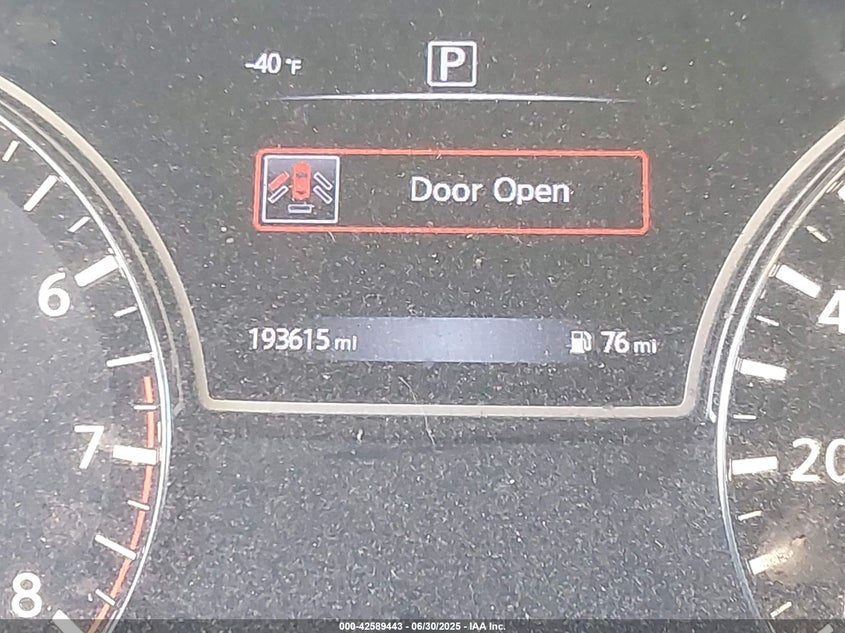 -40 °F
P
Door Open
193615 mi
76 mi
6
7
8
4
20
000-42589443 - 06/30/2025 - IAA Inc.